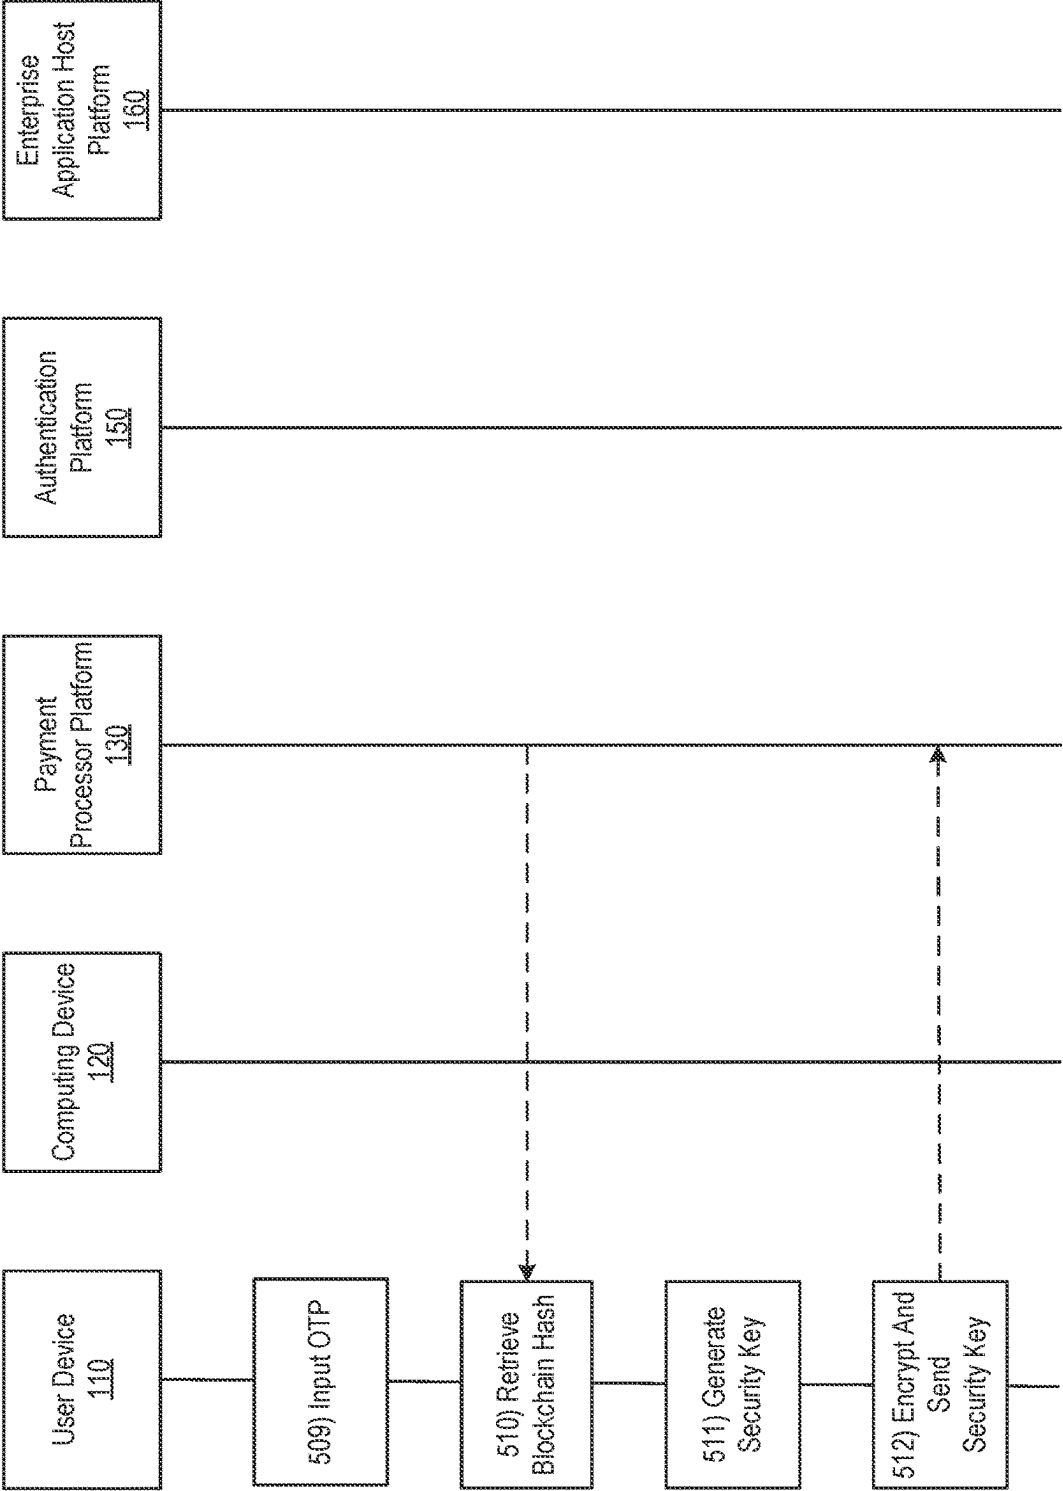 User Device
110
Computing Device
120
Payment
Processor Platform
130
Authentication
Platform
150
Enterprise
Application Host
Platform
160
509) Input OTP
510) Retrieve
Blockchain Hash
511) Generate
Security Key
512) Encrypt And
Send
Security Key